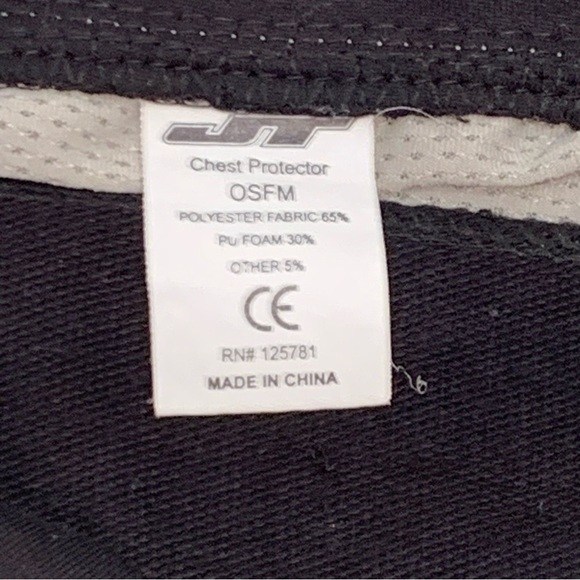 JT
Chest Protector
OSFM
POLYESTER FABRIC 65%
PU FOAM 30%
OTHER 5%
CE
RN# 125781
MADE IN CHINA